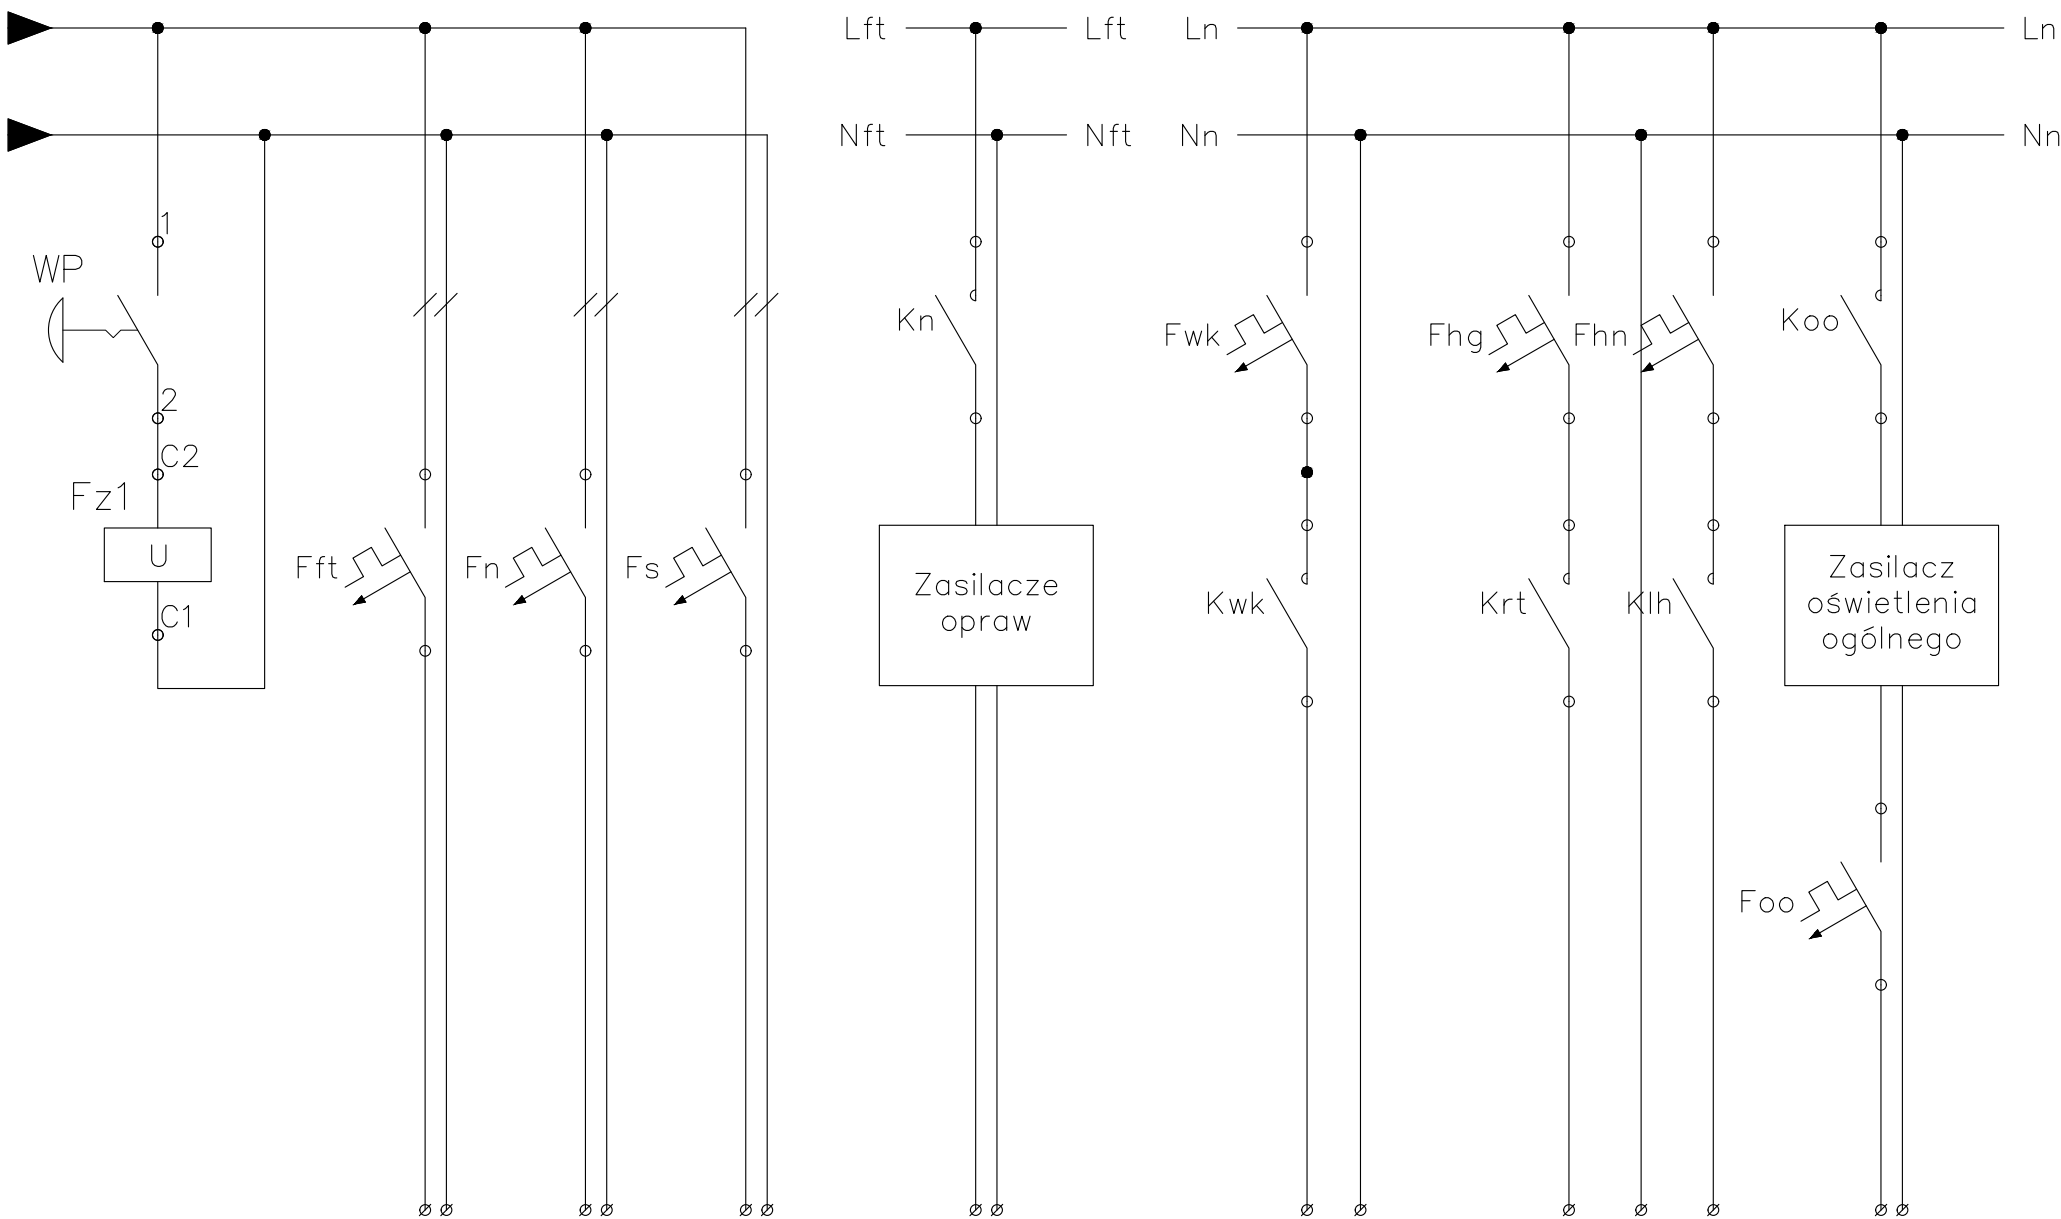 Lft
Lft
Ln
Ln
Nft
Nft
Nn
Nn
1
WP
2
C2
Fz1
U
C1
Fft
Fn
Fs
Kn
Zasilacze
opraw
Fwk
Kwk
Fhg
Krt
Fhn
Klh
Koo
Zasilacz
oświetlenia
ogólnego
Foo